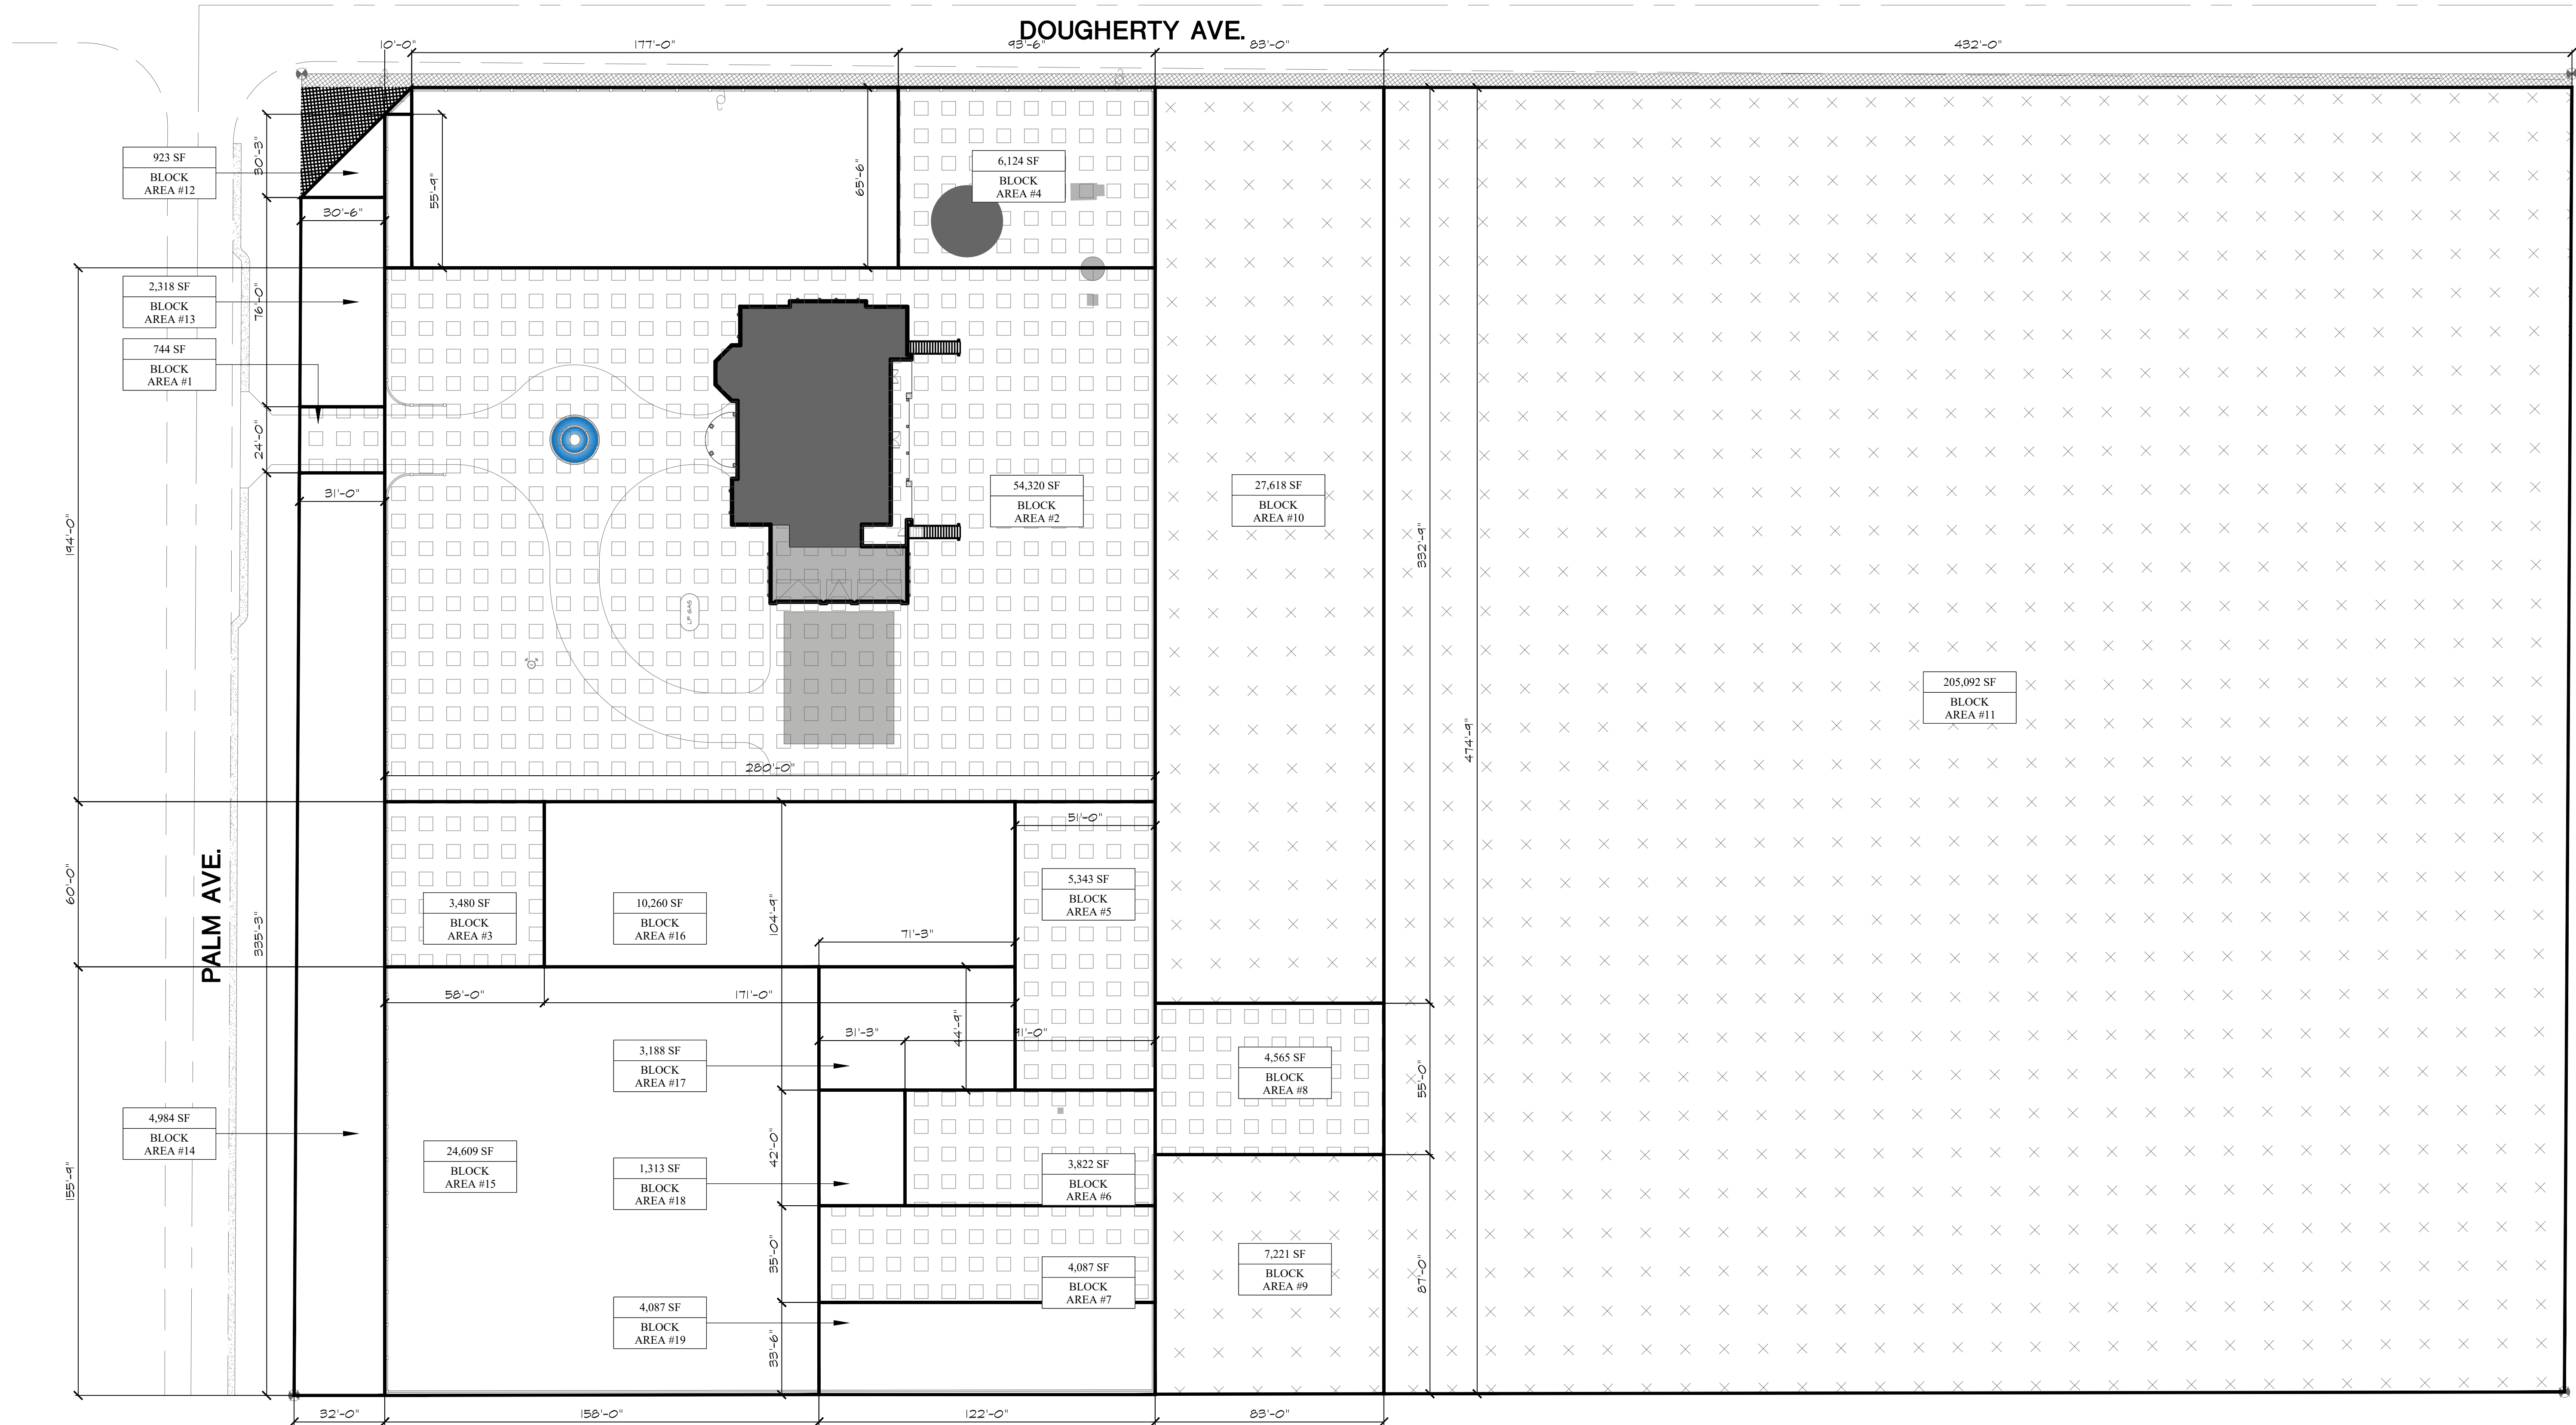 DOUGHERTY AVE.
10'-0"
177'-0"
93'-6"
83'-0"
432'-0"
923 SF
BLOCK
AREA #12
30'-3"
55'-9"
65'-6"
6,124 SF
BLOCK
AREA #4
30'-6"
2,318 SF
BLOCK
AREA #13
76'-0"
744 SF
BLOCK
AREA #1
24'-0"
31'-0"
194'-0"
54,320 SF
BLOCK
AREA #2
27,618 SF
BLOCK
AREA #10
332'-9"
LP GAS
205,092 SF
BLOCK
AREA #11
474'-9"
280'-0"
51'-0"
PALM AVE.
60'-0"
335'-3"
3,480 SF
BLOCK
AREA #3
10,260 SF
BLOCK
AREA #16
104'-9"
5,343 SF
BLOCK
AREA #5
71'-3"
58'-0"
171'-0"
44'-9"
31'-3"
91'-0"
3,188 SF
BLOCK
AREA #17
4,565 SF
BLOCK
AREA #8
55'-0"
4,984 SF
BLOCK
AREA #14
24,609 SF
BLOCK
AREA #15
155'-9"
1,313 SF
BLOCK
AREA #18
42'-0"
3,822 SF
BLOCK
AREA #6
35'-0"
4,087 SF
BLOCK
AREA #7
7,221 SF
BLOCK
AREA #9
87'-0"
4,087 SF
BLOCK
AREA #19
33'-6"
32'-0"
158'-0"
122'-0"
83'-0"